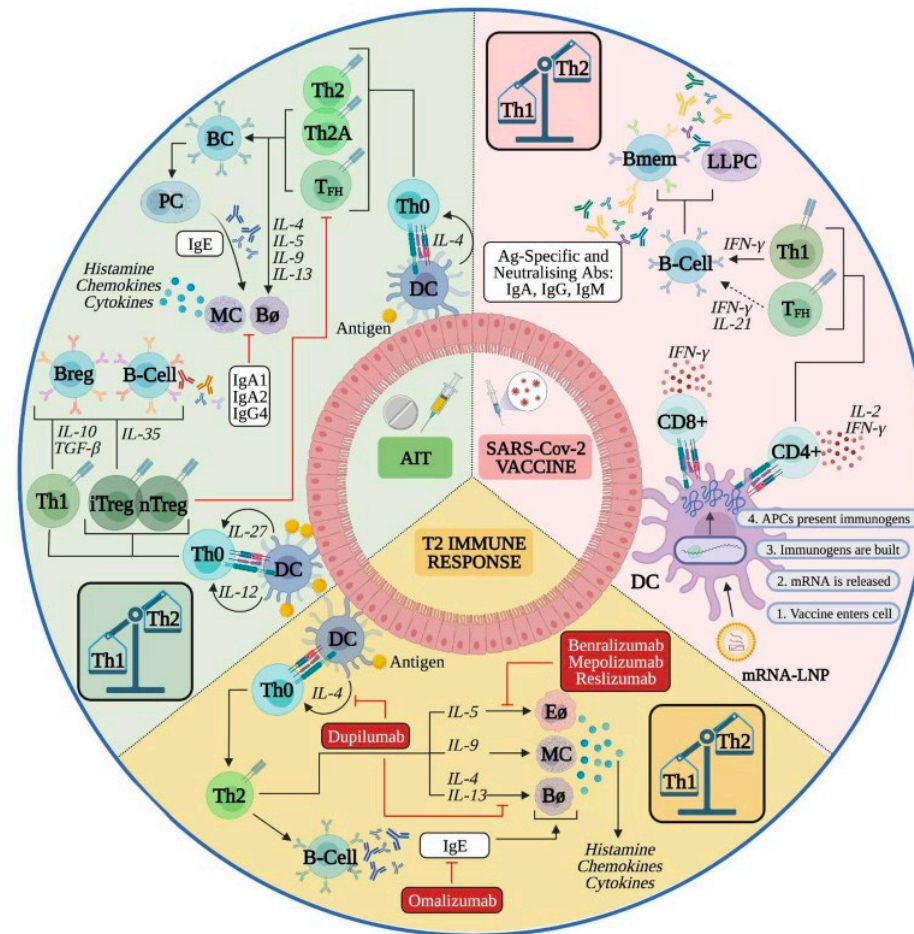 Th2
Th2A
TFH
BC
PC
IgE
IL-4
IL-5
IL-9
IL-13
Histamine
Chemokines
Cytokines
MC
Bø
Th0
IL-4
DC
Antigen
IgA1
IgA2
IgG4
Breg
B-Cell
IL-10
TGF-β
IL-35
Th1
iTreg
nTreg
Th0
IL-27
IL-12
DC
Th1
Th2
AIT
SARS-Cov-2
VACCINE
T2 IMMUNE
RESPONSE
Th1
Th2
Bmem
LLPC
Ag-Specific and
Neutralising Abs:
IgA, IgG, IgM
B-Cell
IFN-γ
Th1
IFN-γ
IL-21
TFH
IFN-γ
CD8+
IL-2
IFN-γ
CD4+
4. APCs present immunogens
3. Immunogens are built
2. mRNA is released
1. Vaccine enters cell
DC
mRNA-LNP
DC
Antigen
Th0
IL-4
Benralizumab
Mepolizumab
Reslizumab
Dupilumab
IL-5
Eø
IL-9
MC
IL-4
IL-13
Bø
Th2
B-Cell
IgE
Omalizumab
Histamine
Chemokines
Cytokines
Th1
Th2